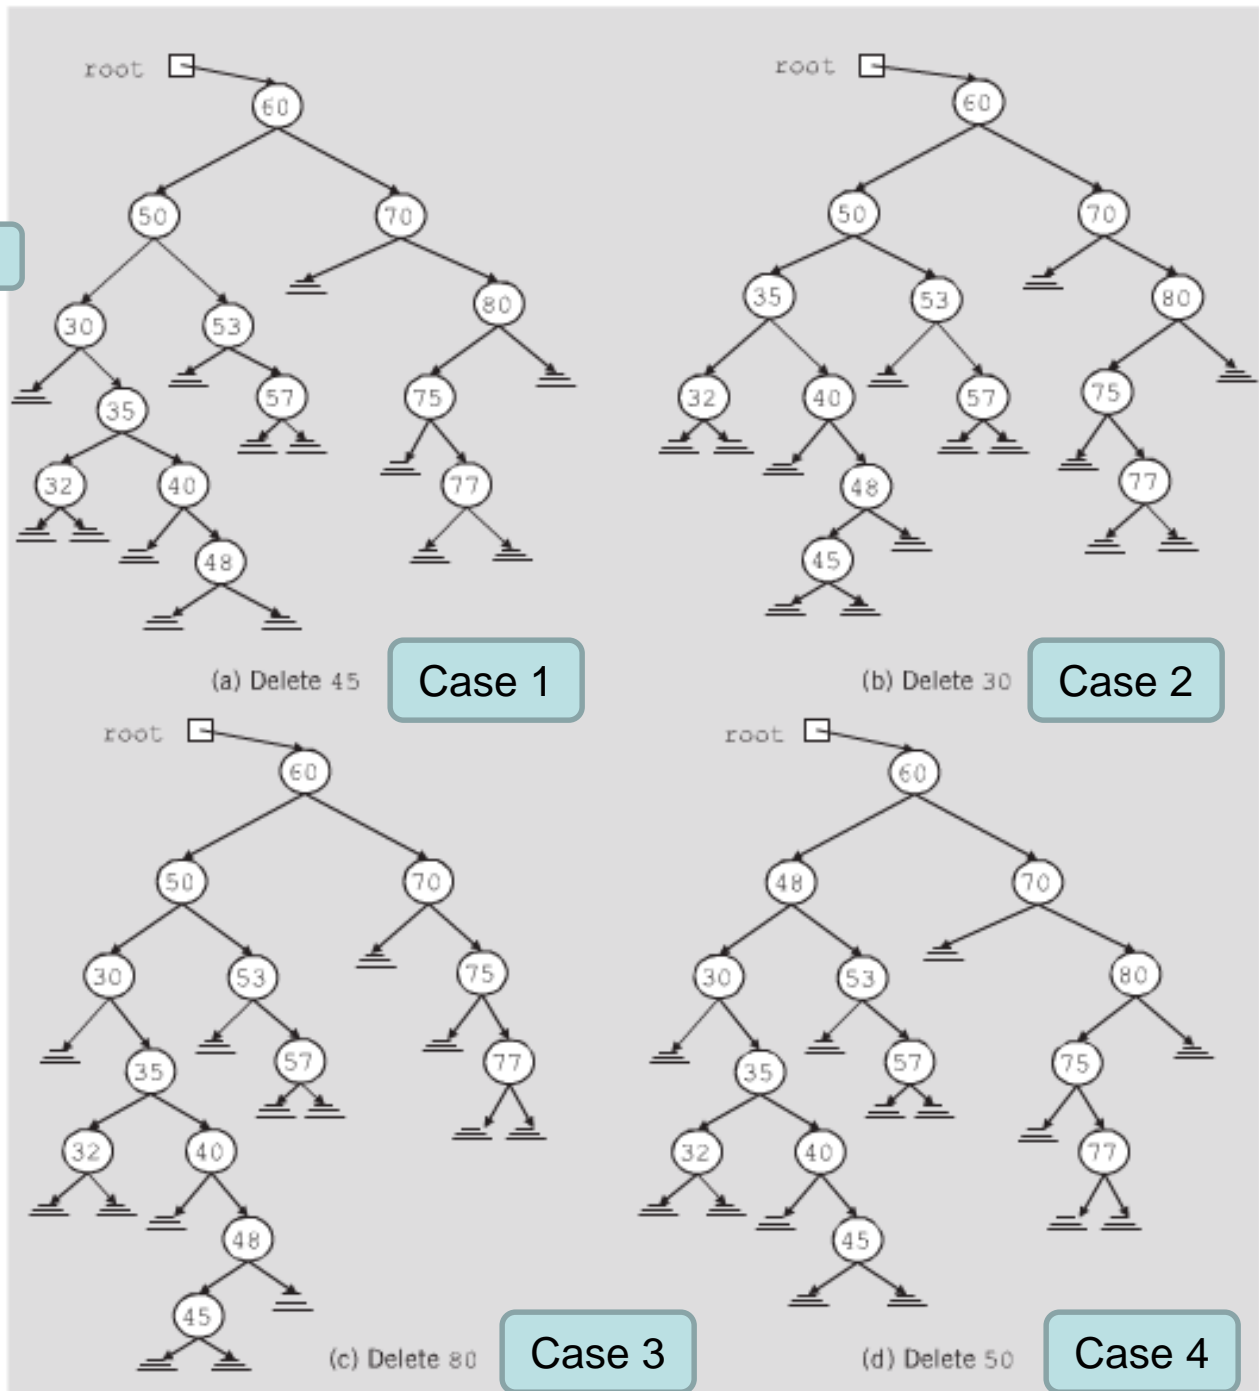 root
60
50 70
30 53 80
35 57 75
32 40 77
48
(a) Delete 45
Case 1
root
60
50 70
35 53 80
32 40 57 75
48 77
45
(b) Delete 30
Case 2
root
60
50 70
30 53 75
35 57 77
32 40
48
45
(c) Delete 80
Case 3
root
60
48 70
30 53 80
35 57 75
32 40 77
45
(d) Delete 50
Case 4